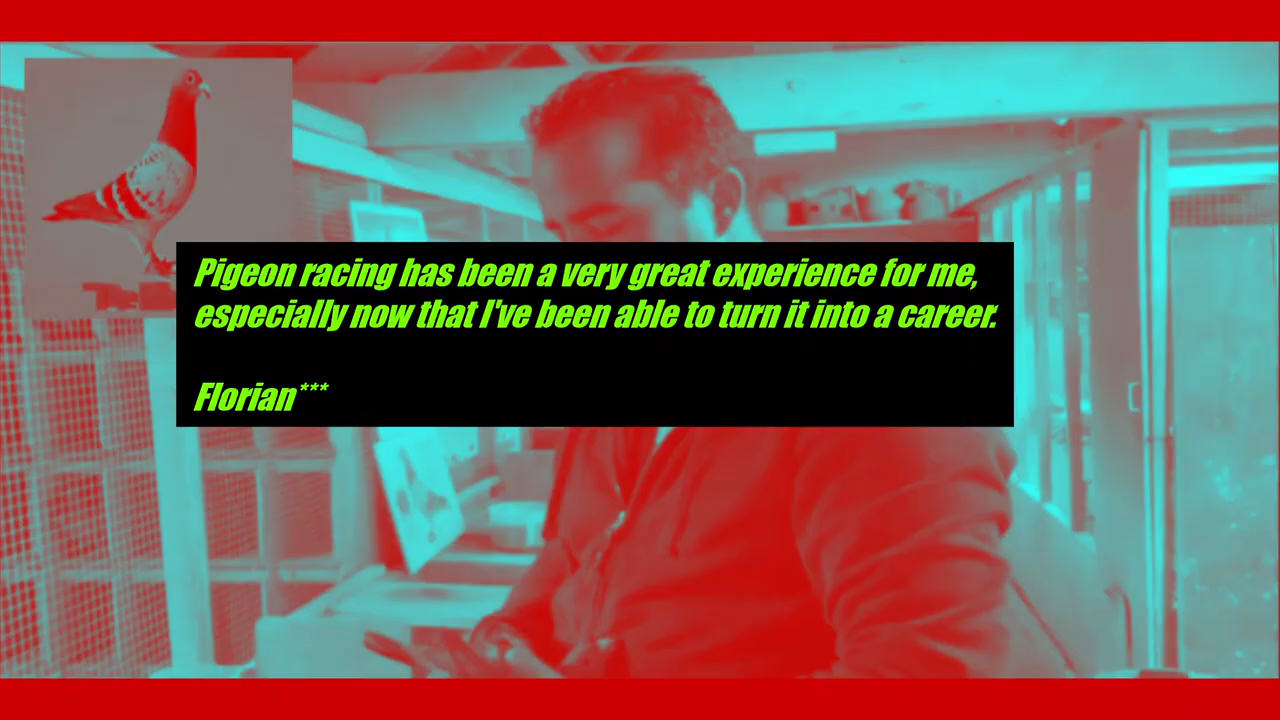 Pigeon racing has been a very great experience for me,
especially now that I've been able to turn it into a career.
Florian***